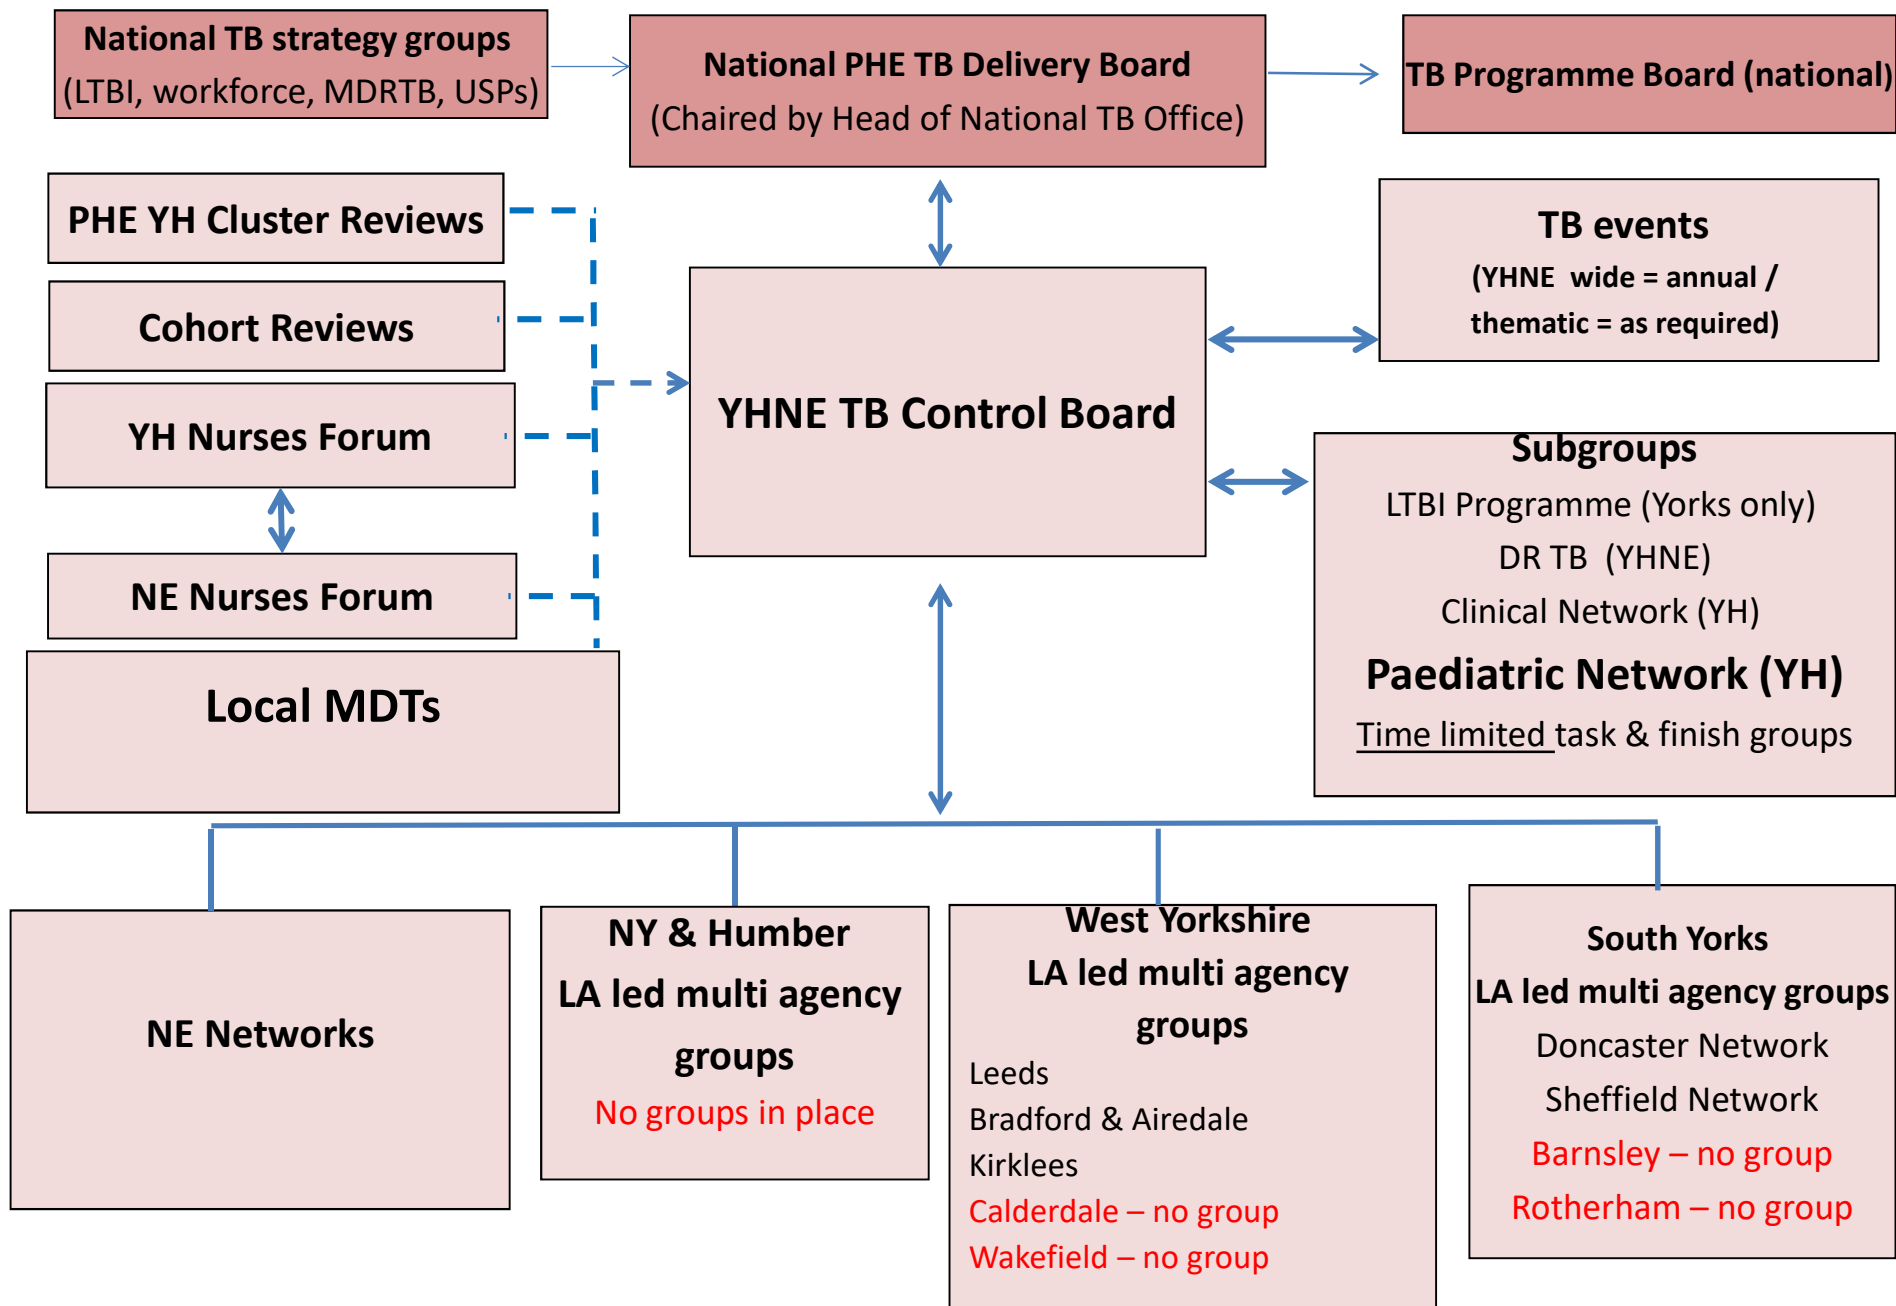 National TB strategy groups
(LTBI, workforce, MDRTB, USPs)
National PHE TB Delivery Board
(Chaired by Head of National TB Office)
TB Programme Board (national)
PHE YH Cluster Reviews
Cohort Reviews
YH Nurses Forum
NE Nurses Forum
Local MDTs
YHNE TB Control Board
TB events
(YHNE wide = annual /
thematic = as required)
Subgroups
LTBI Programme (Yorks only)
DR TB (YHNE)
Clinical Network (YH)
Paediatric Network (YH)
Time limited task & finish groups
NE Networks
NY & Humber
LA led multi agency
groups
No groups in place
West Yorkshire
LA led multi agency
groups
Leeds
Bradford & Airedale
Kirklees
Calderdale – no group
Wakefield – no group
South Yorks
LA led multi agency groups
Doncaster Network
Sheffield Network
Barnsley – no group
Rotherham – no group